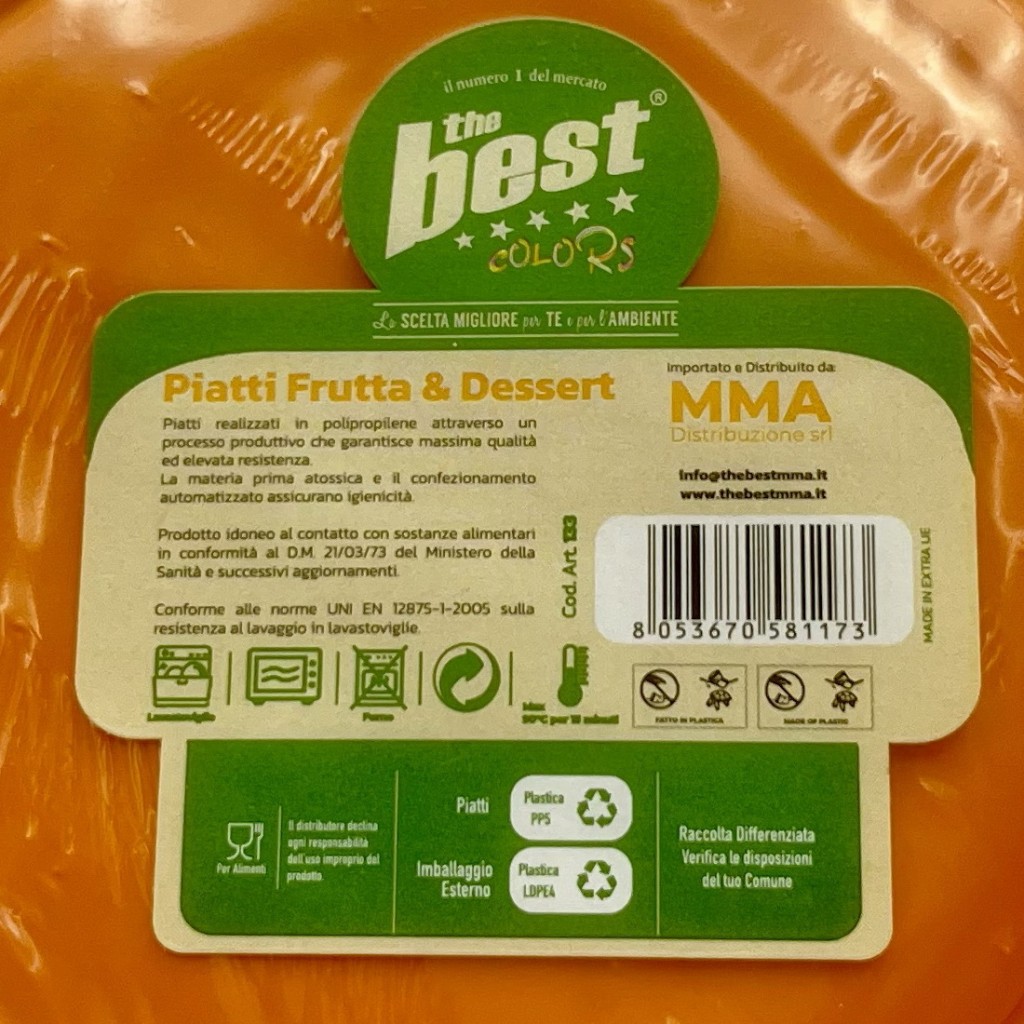 il numero 1 del mercato
the
best®
COLORS
La SCELTA MIGLIORE per TE e per l'AMBIENTE
Piatti Frutta & Dessert
Piatti realizzati in polipropilene attraverso un
processo produttivo che garantisce massima qualità
ed elevata resistenza.
La materia prima atossica e il confezionamento
automatizzato assicurano igienicità.
Prodotto idoneo al contatto con sostanze alimentari
in conformità al D.M. 21/03/73 del Ministero della
Sanità e successivi aggiornamenti.
Conforme alle norme UNI EN 12875-1-2005 sulla
resistenza al lavaggio in lavastoviglie.
Importato e Distribuito da:
MMA
Distribuzione srl
info@thebestmma.it
www.thebestmma.it
Cod. Art. 133
8 053670 581173
MADE IN EXTRA UE
Lavastoviglie
Forno
Max
90°C per 15 minuti
FATTO IN PLASTICA
MADE OF PLASTIC
Per Alimenti
Il distributore declina
ogni responsabilità
dell'uso improprio del
prodotto.
Piatti
Plastica
PP5
Imballaggio
Esterno
Plastica
LDPE4
Raccolta Differenziata
Verifica le disposizioni
del tuo Comune